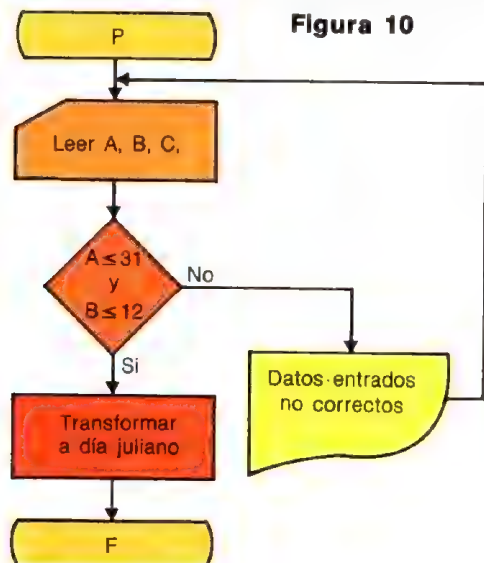 Figura 10
P
Leer A, B, C,
A ≤ 31
y
B ≤ 12
No
Si
Datos entrados
no correctos
Transformar
a día juliano
F